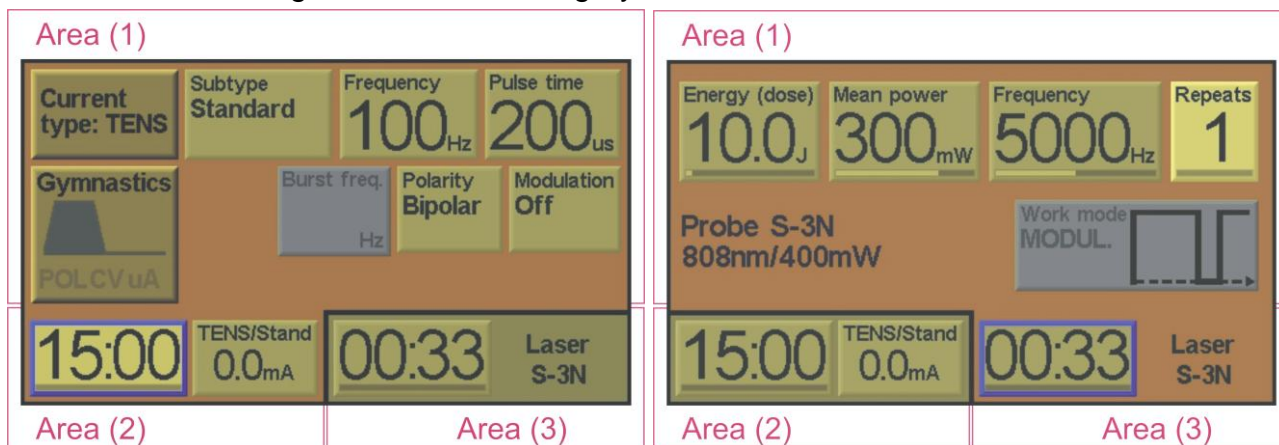 Area (1)
Current
type: TENS
Subtype
Standard
Frequency
100Hz
Pulse time
200us
Gymnastics
POLCVuA
Burst freq.
Hz
Polarity
Bipolar
Modulation
Off
15:00
TENS/Stand
0.0mA
00:33
Laser
S-3N
Area (2)
Area (3)
Area (1)
Energy (dose)
10.0J
Mean power
300mW
Frequency
5000Hz
Repeats
1
Probe S-3N
808nm/400mW
Work mode
MODUL.
15:00
TENS/Stand
0.0mA
00:33
Laser
S-3N
Area (2)
Area (3)